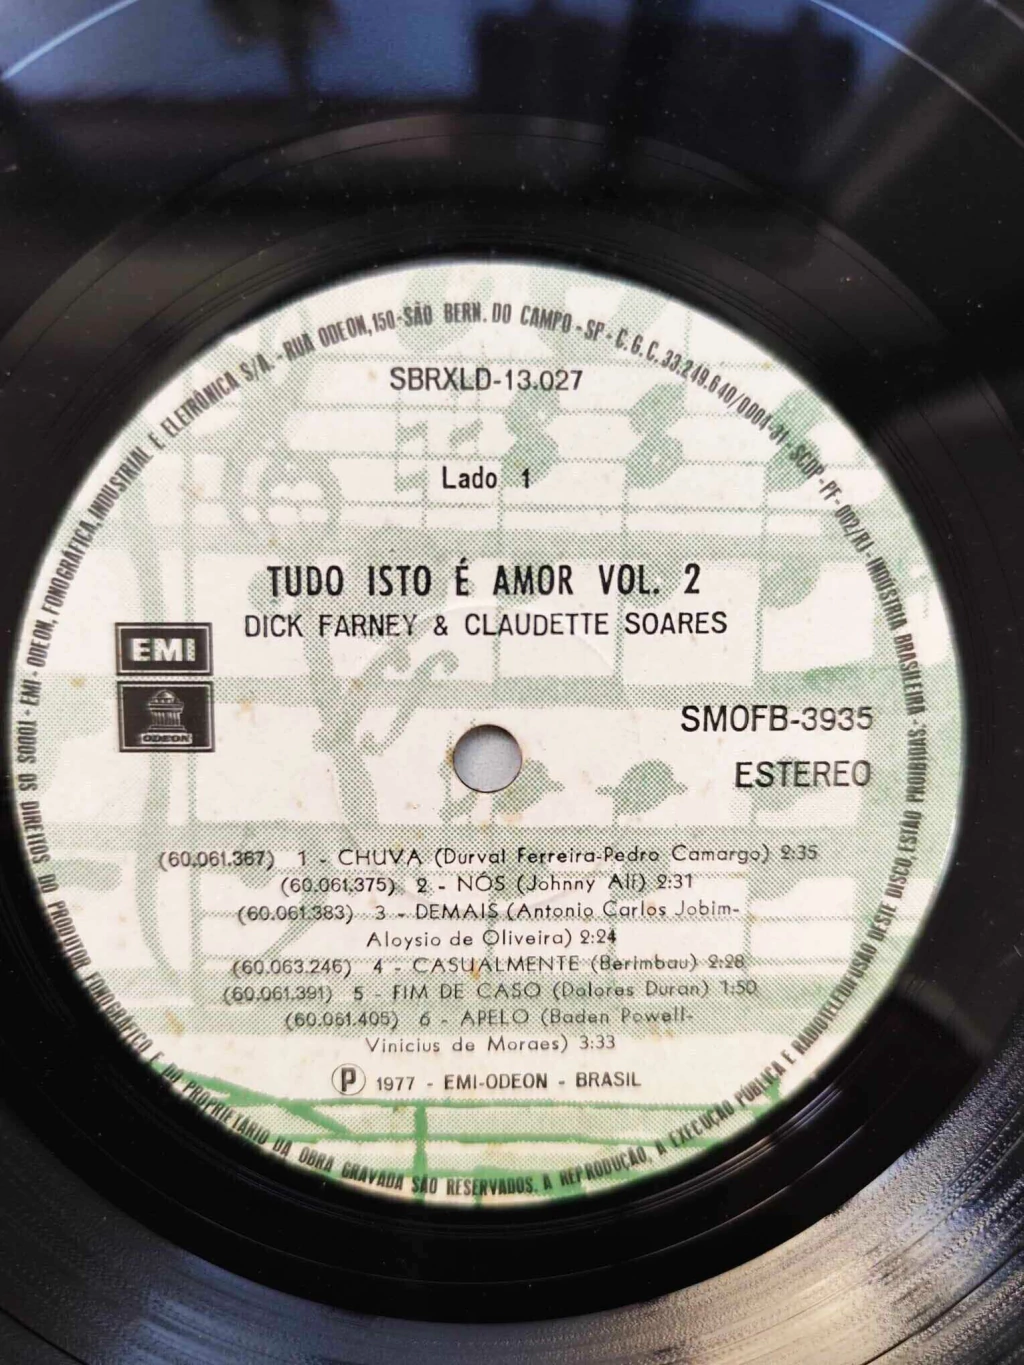 TODOS OS DIREITOS DO PRODUTOR FONOGRÁFICO E DO PROPRIETÁRIO DA OBRA GRAVADA SÃO RESERVADOS. A REPRODUÇÃO, A EXECUÇÃO PÚBLICA E RADIOTELEDIFUSÃO DESTE DISCO, ESTÃO PROIBIDAS. - EMI - ODEON, FONOGRÁFICA, INDUSTRIAL E ELETRÔNICA S/A. - RUA ODEON, 150 - SÃO BERN. DO CAMPO - SP - C.G.C. 33.249.640/0004-31 - SCDP - PF - 002/RJ - INDÚSTRIA BRASILEIRA -
SBRXLD-13.027
Lado 1
TUDO ISTO É AMOR VOL. 2
DICK FARNEY & CLAUDETTE SOARES
EMI
ODEON
SMOFB-3935
ESTEREO
(60.061.367) 1 - CHUVA (Durval Ferreira-Pedro Camargo) 2:35
(60.061.375) 2 - NÓS (Johnny Alf) 2:31
(60.061.383) 3 - DEMAIS (Antonio Carlos Jobim-
Aloysio de Oliveira) 2:24
(60.063.246) 4 - CASUALMENTE (Berimbau) 2:28
(60.061.391) 5 - FIM DE CASO (Dolores Duran) 1:50
(60.061.405) 6 - APELO (Baden Powell-
Vinicius de Moraes) 3:33
Ⓟ 1977 - EMI-ODEON - BRASIL